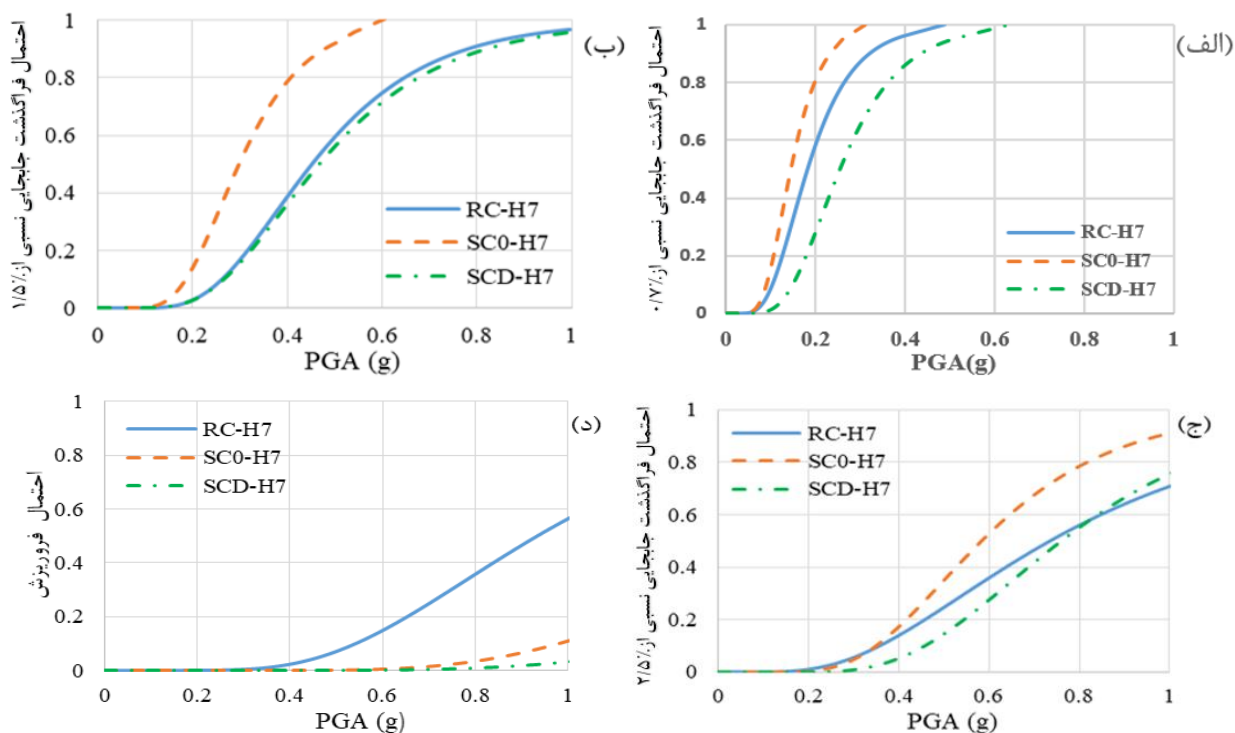 (الف)
احتمال فراگذشت جابجایی نسبی از ۰/۷٪
1
0.8
0.6
0.4
0.2
0
0
0.2
0.4
0.6
0.8
1
PGA(g)
RC-H7
SC0-H7
SCD-H7
(ب)
احتمال فراگذشت جابجایی نسبی از ۱/۵٪
1
0.8
0.6
0.4
0.2
0
0
0.2
0.4
0.6
0.8
1
PGA (g)
RC-H7
SC0-H7
SCD-H7
(ج)
احتمال فراگذشت جابجایی نسبی از ۲/۵٪
1
0.8
0.6
0.4
0.2
0
0
0.2
0.4
0.6
0.8
1
PGA (g)
RC-H7
SC0-H7
SCD-H7
(د)
احتمال فروریزش
1
0.8
0.6
0.4
0.2
0
0
0.2
0.4
0.6
0.8
1
PGA (g)
RC-H7
SC0-H7
SCD-H7